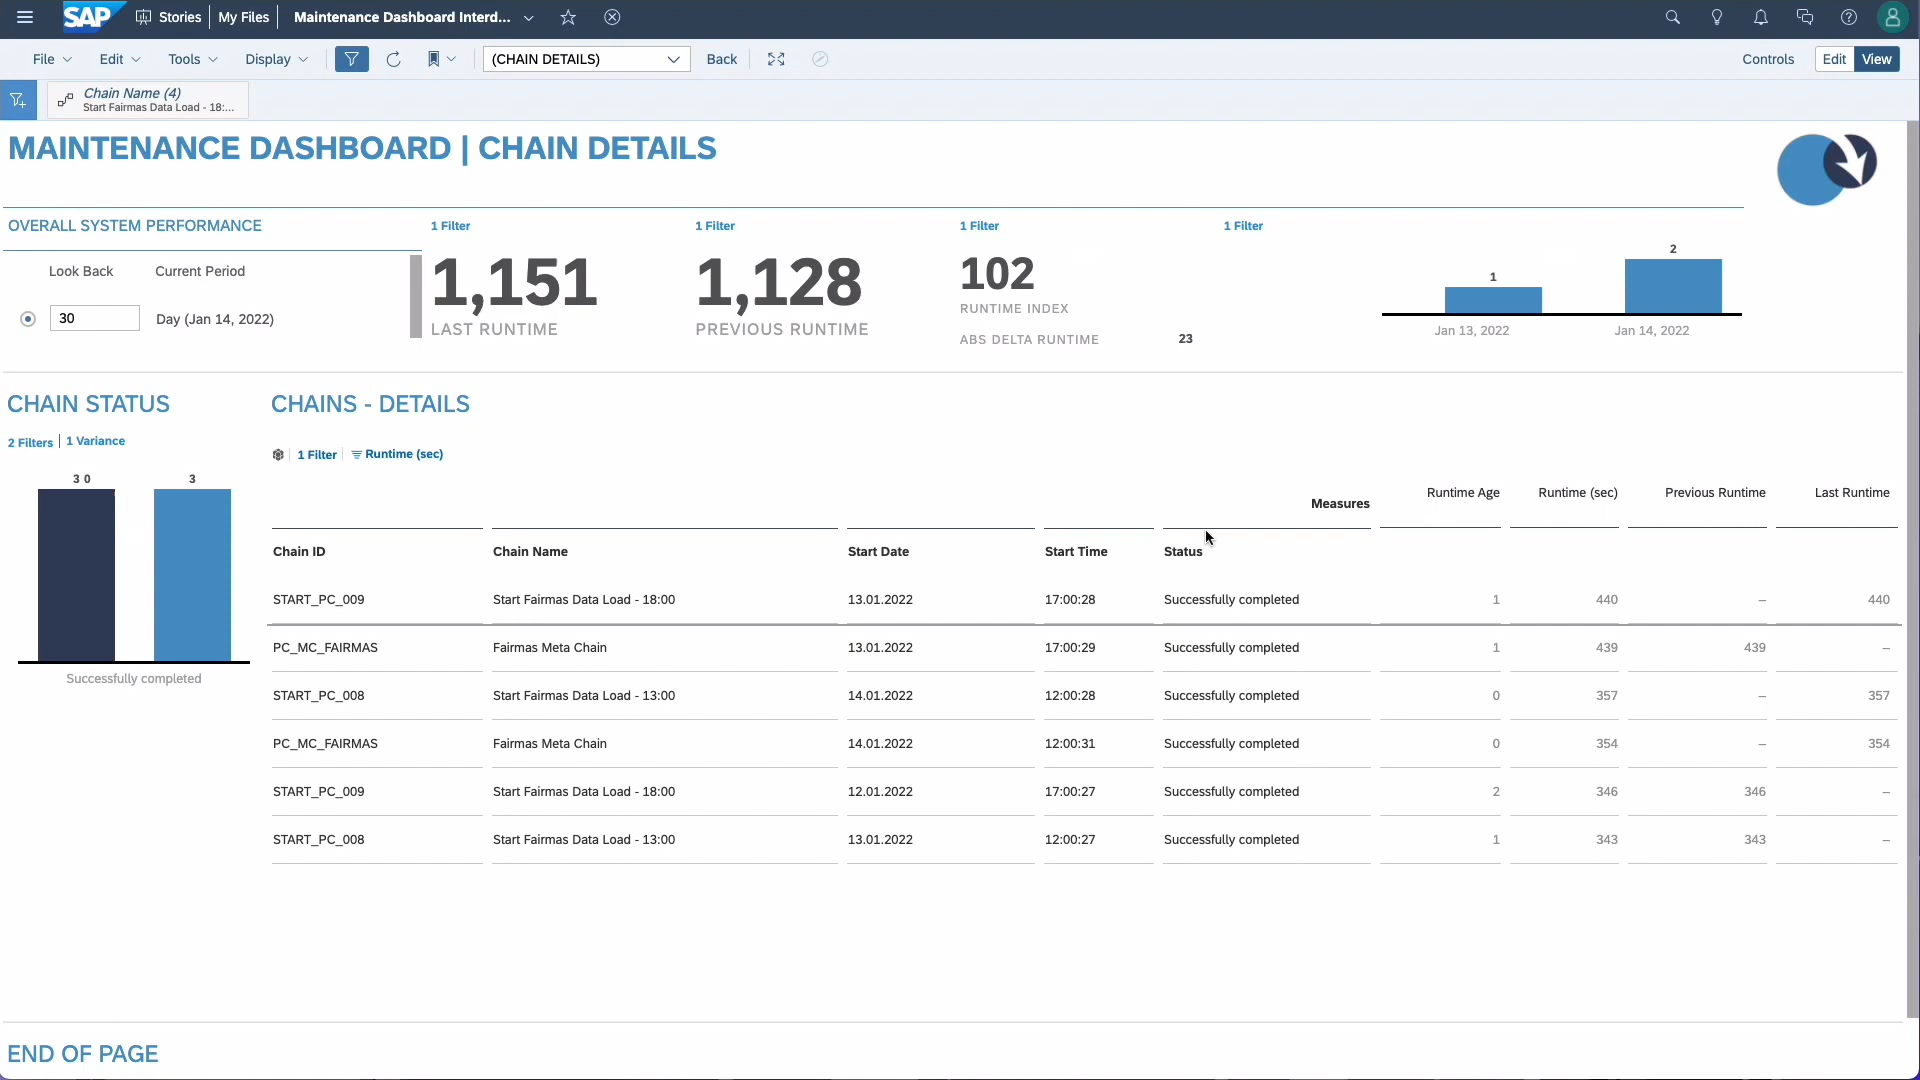 SAP Stories My Files Maintenance Dashboard Interd...
File Edit Tools Display (CHAIN DETAILS) Back Controls Edit View
Chain Name (4)
Start Fairmas Data Load - 18:...
MAINTENANCE DASHBOARD | CHAIN DETAILS
OVERALL SYSTEM PERFORMANCE
Look Back Current Period
30 Day (Jan 14, 2022)
1 Filter
1,151
LAST RUNTIME
1 Filter
1,128
PREVIOUS RUNTIME
1 Filter
102
RUNTIME INDEX
ABS DELTA RUNTIME 23
1 Filter
1 2
Jan 13, 2022 Jan 14, 2022
CHAIN STATUS
2 Filters 1 Variance
3 0 3
Successfully completed
CHAINS - DETAILS
1 Filter Runtime (sec)
Measures Runtime Age Runtime (sec) Previous Runtime Last Runtime
Chain ID Chain Name Start Date Start Time Status
START_PC_009 Start Fairmas Data Load - 18:00 13.01.2022 17:00:28 Successfully completed 1 440 – 440
PC_MC_FAIRMAS Fairmas Meta Chain 13.01.2022 17:00:29 Successfully completed 1 439 439 –
START_PC_008 Start Fairmas Data Load - 13:00 14.01.2022 12:00:28 Successfully completed 0 357 – 357
PC_MC_FAIRMAS Fairmas Meta Chain 14.01.2022 12:00:31 Successfully completed 0 354 – 354
START_PC_009 Start Fairmas Data Load - 18:00 12.01.2022 17:00:27 Successfully completed 2 346 346 –
START_PC_008 Start Fairmas Data Load - 13:00 13.01.2022 12:00:27 Successfully completed 1 343 343 –
END OF PAGE